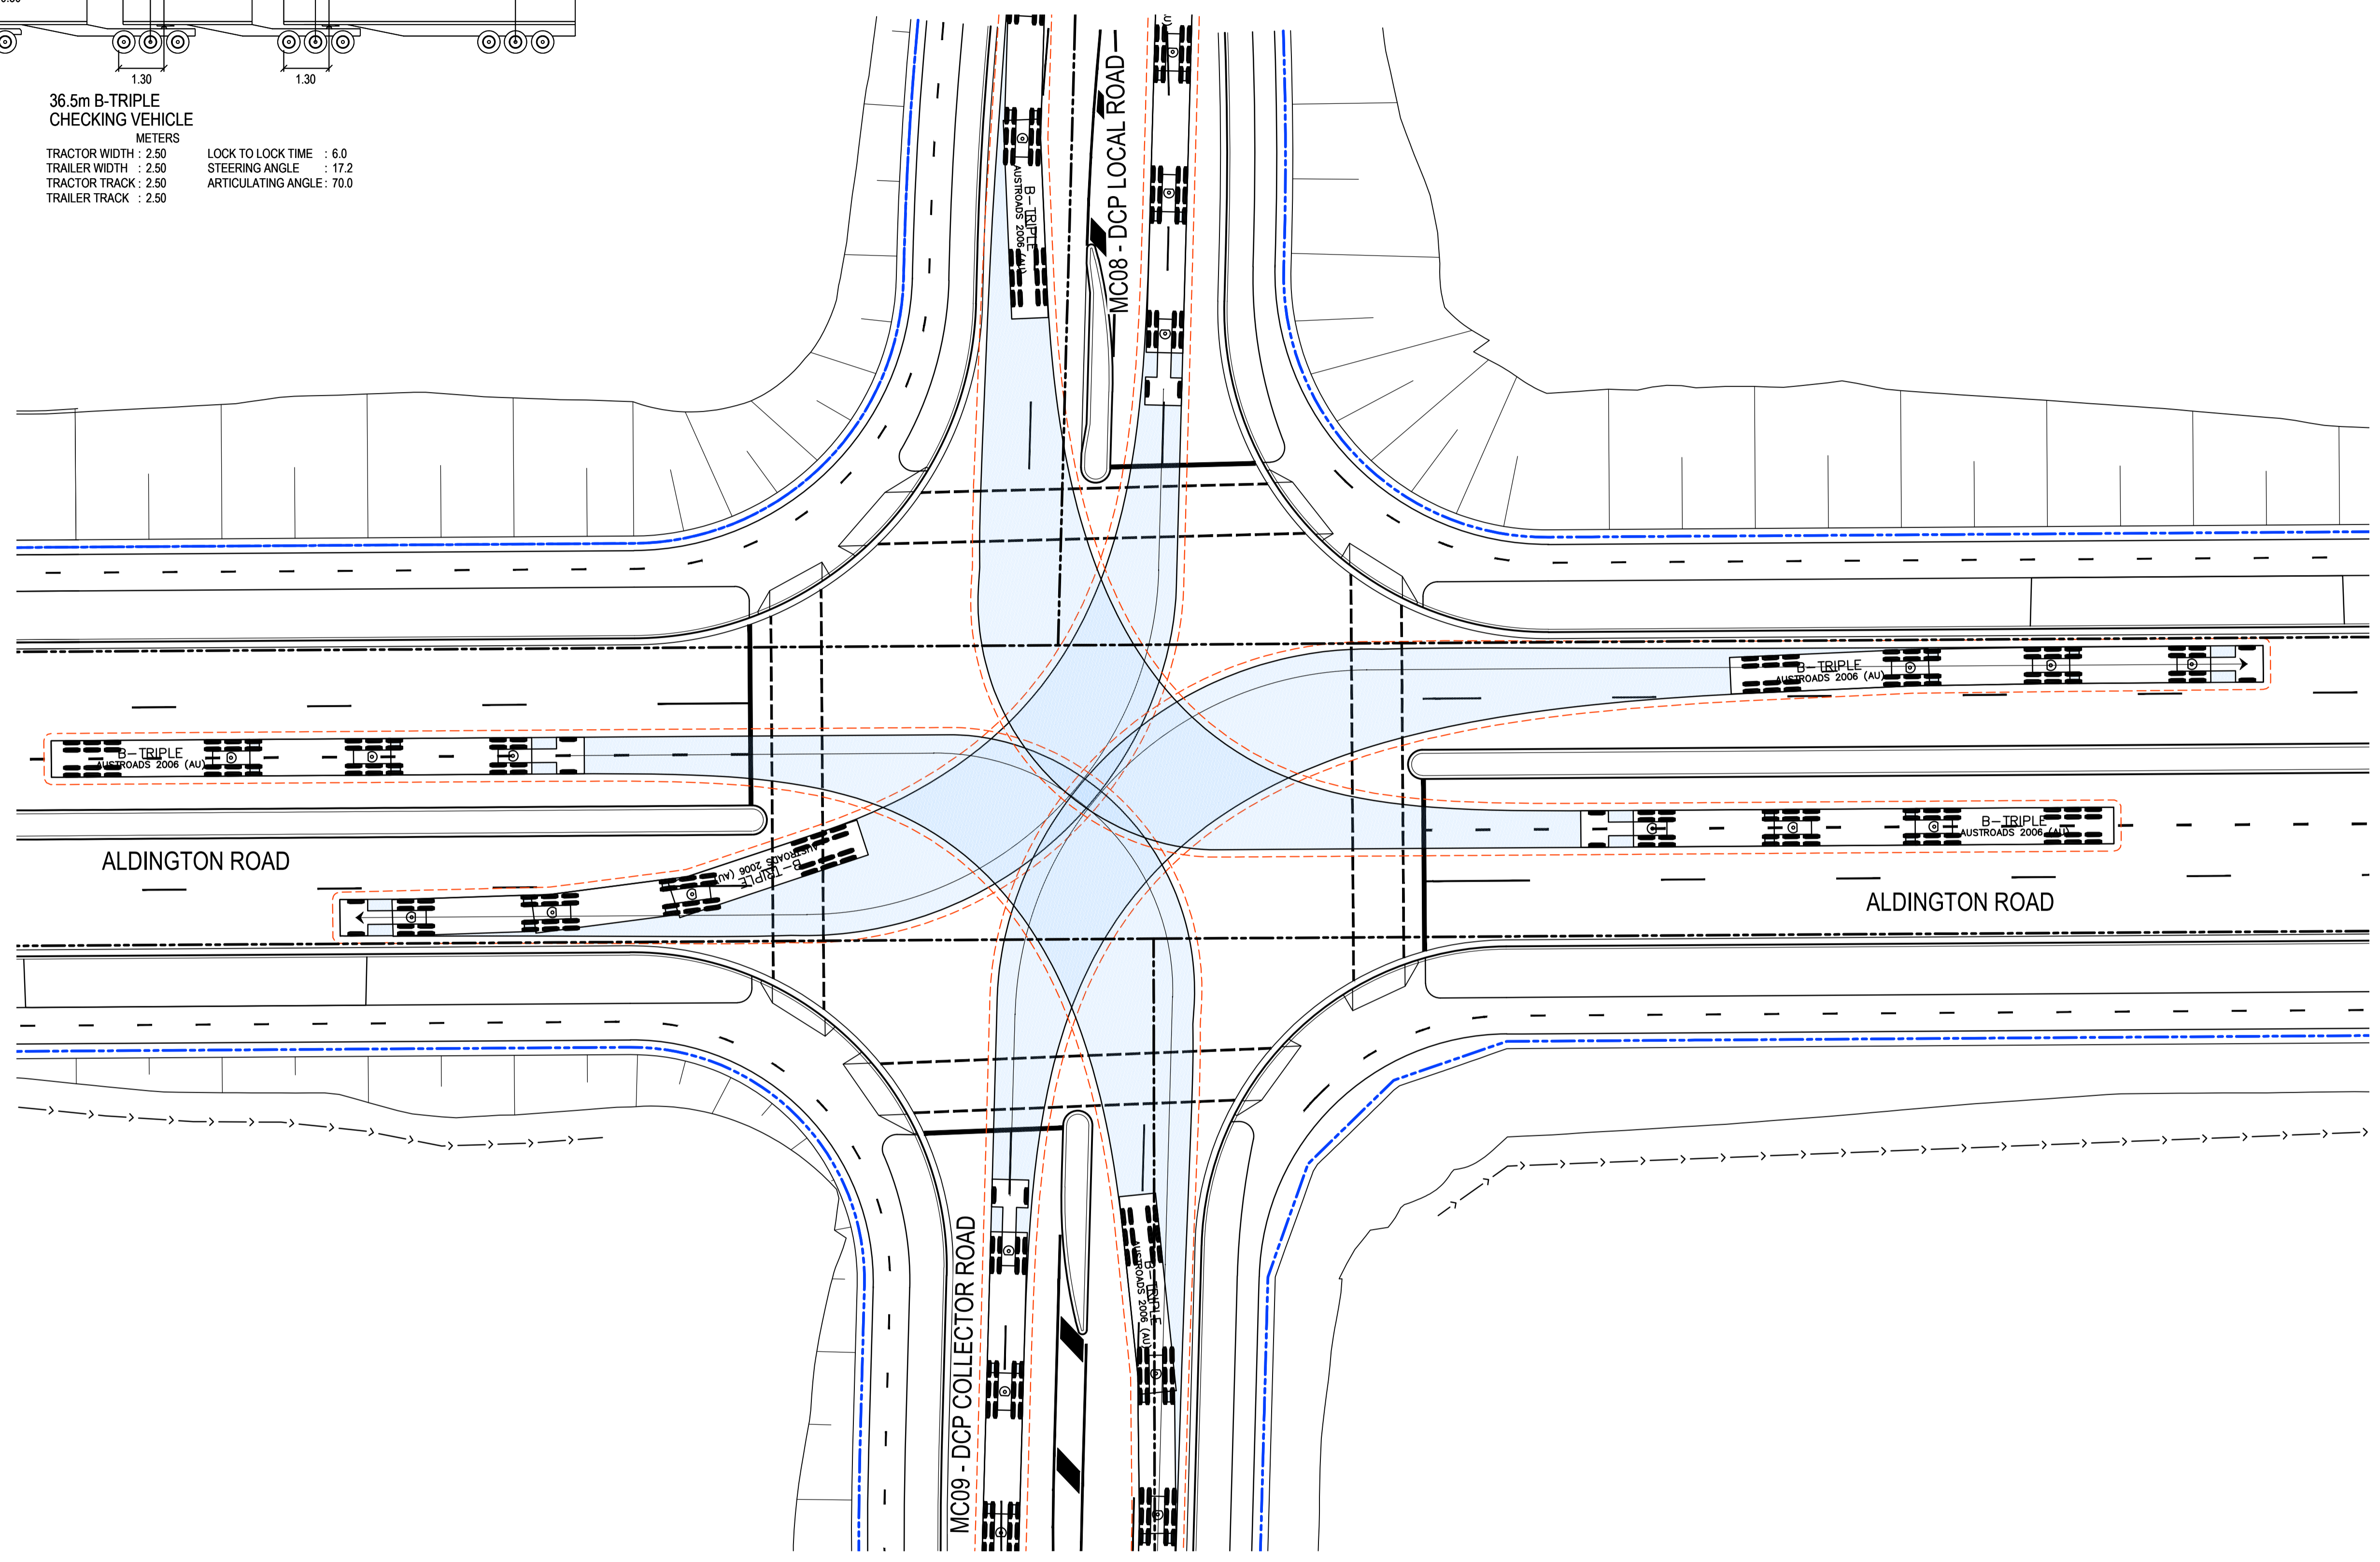 1.30
1.30
36.5m B-TRIPLE
CHECKING VEHICLE
METERS
TRACTOR WIDTH : 2.50 LOCK TO LOCK TIME : 6.0
TRAILER WIDTH : 2.50 STEERING ANGLE : 17.2
TRACTOR TRACK : 2.50 ARTICULATING ANGLE : 70.0
TRAILER TRACK : 2.50
B-TRIPLE
AUSTROADS 2006 (AU)
MC08 - DCP LOCAL ROAD
B-TRIPLE
AUSTROADS 2006 (AU)
B-TRIPLE
AUSTROADS 2006 (AU)
B-TRIPLE
AUSTROADS 2006 (AU)
ALDINGTON ROAD
B-TRIPLE
AUSTROADS 2006 (AU)
ALDINGTON ROAD
MC09 - DCP COLLECTOR ROAD
B-TRIPLE
AUSTROADS 2006 (AU)